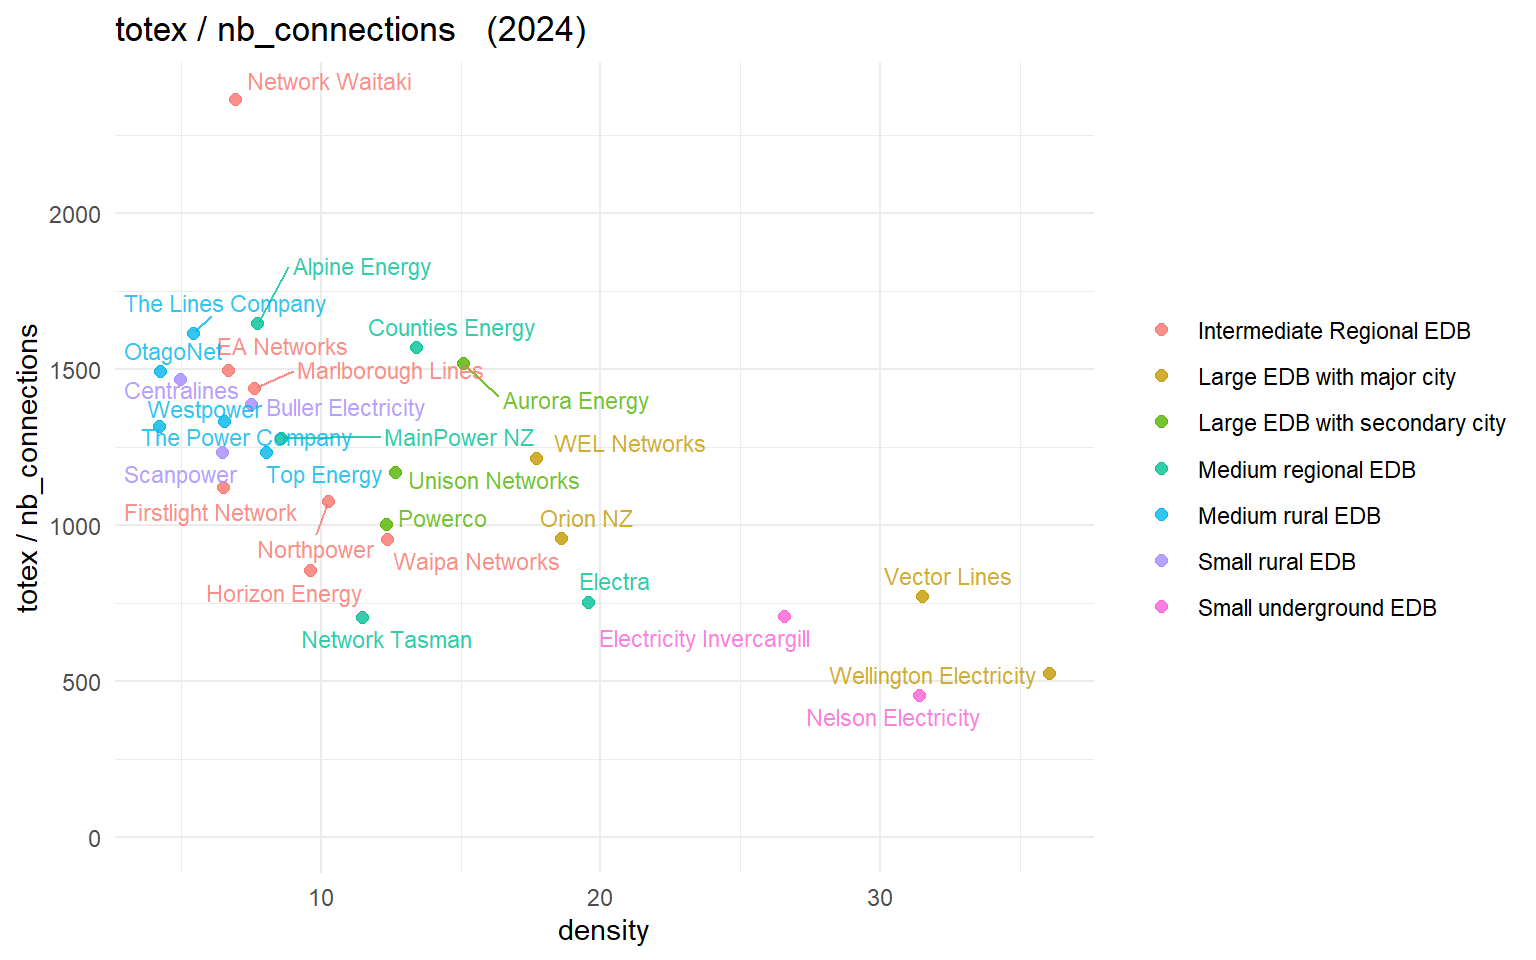 totex / nb_connections   (2024)
Network Waitaki
2000
Alpine Energy
The Lines Company
Counties Energy
EA Networks
OtagoNet
1500
Marlborough Lines
Centralines
Aurora Energy
Westpower
Buller Electricity
The Power Company
MainPower NZ
WEL Networks
Scanpower
Top Energy
Unison Networks
Firstlight Network
1000
Powerco
Orion NZ
Northpower
Waipa Networks
Horizon Energy
Electra
Vector Lines
Network Tasman
Electricity Invercargill
500
Wellington Electricity
Nelson Electricity
0
totex / nb_connections
10
20
30
density
Intermediate Regional EDB
Large EDB with major city
Large EDB with secondary city
Medium regional EDB
Medium rural EDB
Small rural EDB
Small underground EDB